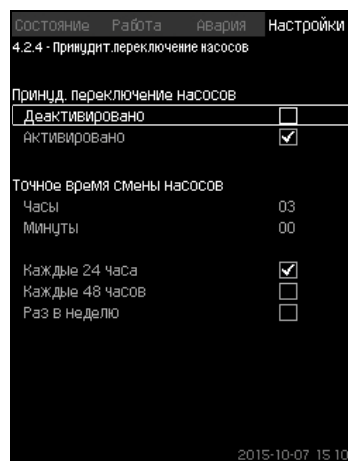 Состояние Работа Авария Настройки
4.2.4 - Принудит.переключение насосов
Принуд. переключение насосов
Деактивировано
Активировано
Точное время смены насосов
Часы 03
Минуты 00
Каждые 24 часа
Каждые 48 часов
Раз в неделю
2015-10-07 15 10